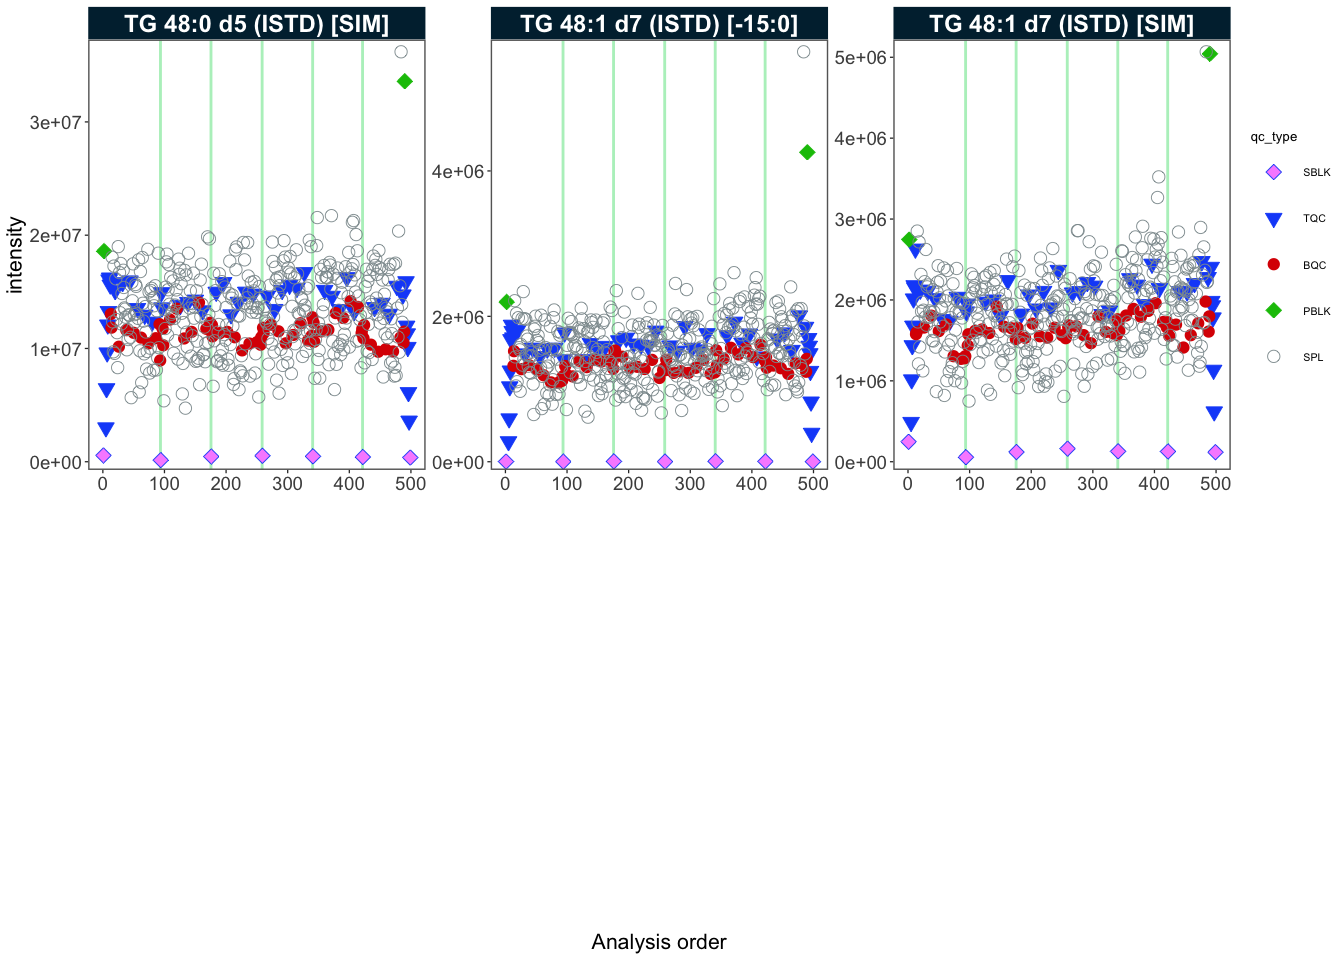 TG 48:0 d5 (ISTD) [SIM]
TG 48:1 d7 (ISTD) [-15:0]
TG 48:1 d7 (ISTD) [SIM]
intensity
3e+07
2e+07
1e+07
0e+00
4e+06
2e+06
0e+00
5e+06
4e+06
3e+06
2e+06
1e+06
0e+00
0 100 200 300 400 500
0 100 200 300 400 500
0 100 200 300 400 500
qc_type
SBLK
TQC
BQC
PBLK
SPL
Analysis order